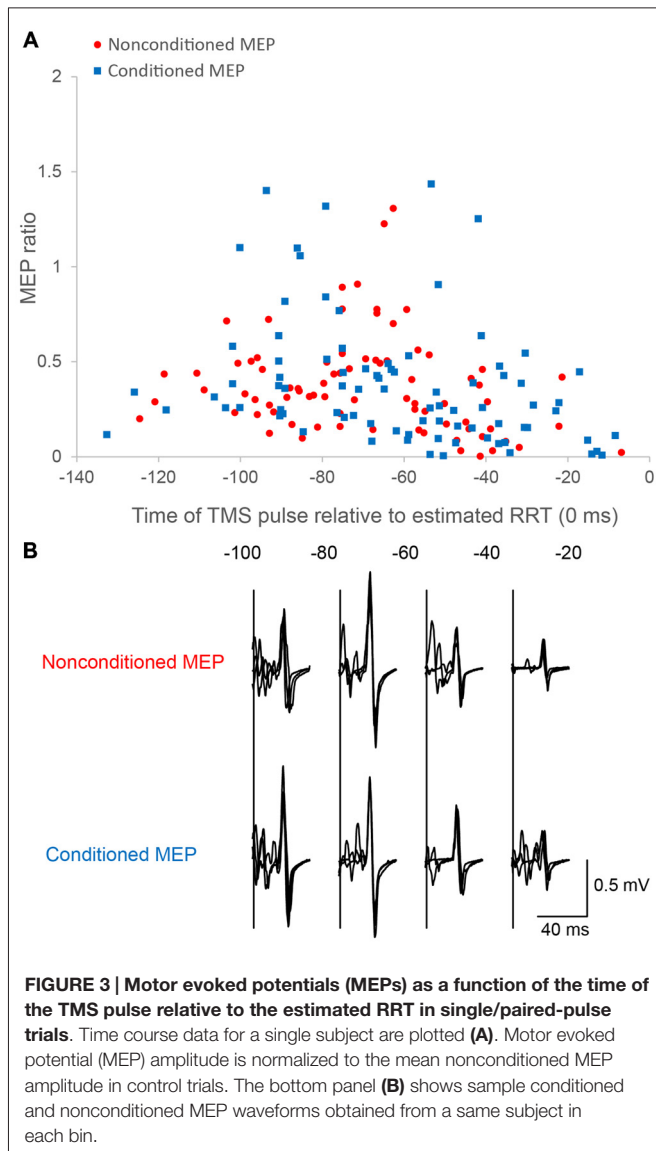 A
Nonconditioned MEP
Conditioned MEP
2
1.5
1
0.5
0
MEP ratio
-140 -120 -100 -80 -60 -40 -20 0
Time of TMS pulse relative to estimated RRT (0 ms)
B
-100 -80 -60 -40 -20
Nonconditioned MEP
Conditioned MEP
0.5 mV
40 ms
FIGURE 3 | Motor evoked potentials (MEPs) as a function of the time of
the TMS pulse relative to the estimated RRT in single/paired-pulse
trials. Time course data for a single subject are plotted (A). Motor evoked
potential (MEP) amplitude is normalized to the mean nonconditioned MEP
amplitude in control trials. The bottom panel (B) shows sample conditioned
and nonconditioned MEP waveforms obtained from a same subject in
each bin.